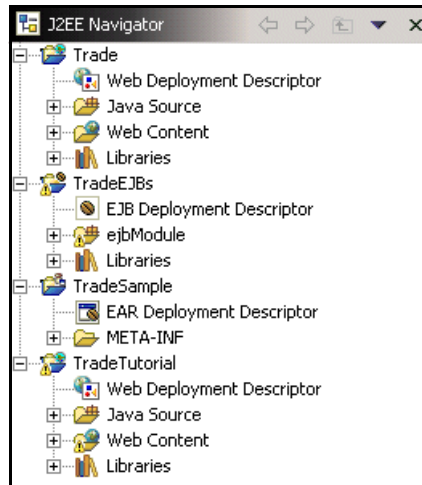 J2EE Navigator
Trade
Web Deployment Descriptor
Java Source
Web Content
Libraries
TradeEJBs
EJB Deployment Descriptor
ejbModule
Libraries
TradeSample
EAR Deployment Descriptor
META-INF
TradeTutorial
Web Deployment Descriptor
Java Source
Web Content
Libraries